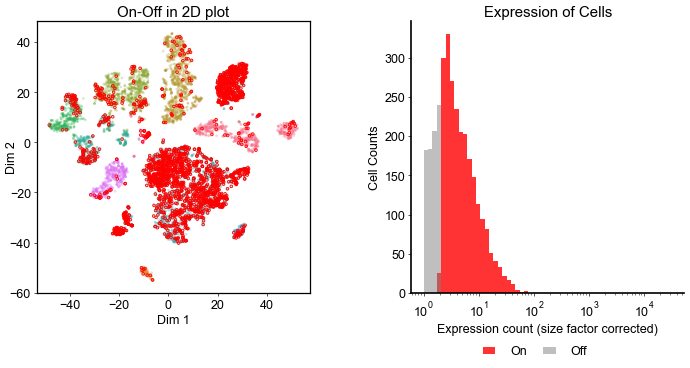 On-Off in 2D plot
40
20
0
−20
−40
−60
Dim 2
−40 −20 0 20 40
Dim 1
Expression of Cells
300
250
200
150
100
50
0
Cell Counts
10^0 10^1 10^2 10^3 10^4
Expression count (size factor corrected)
On Off